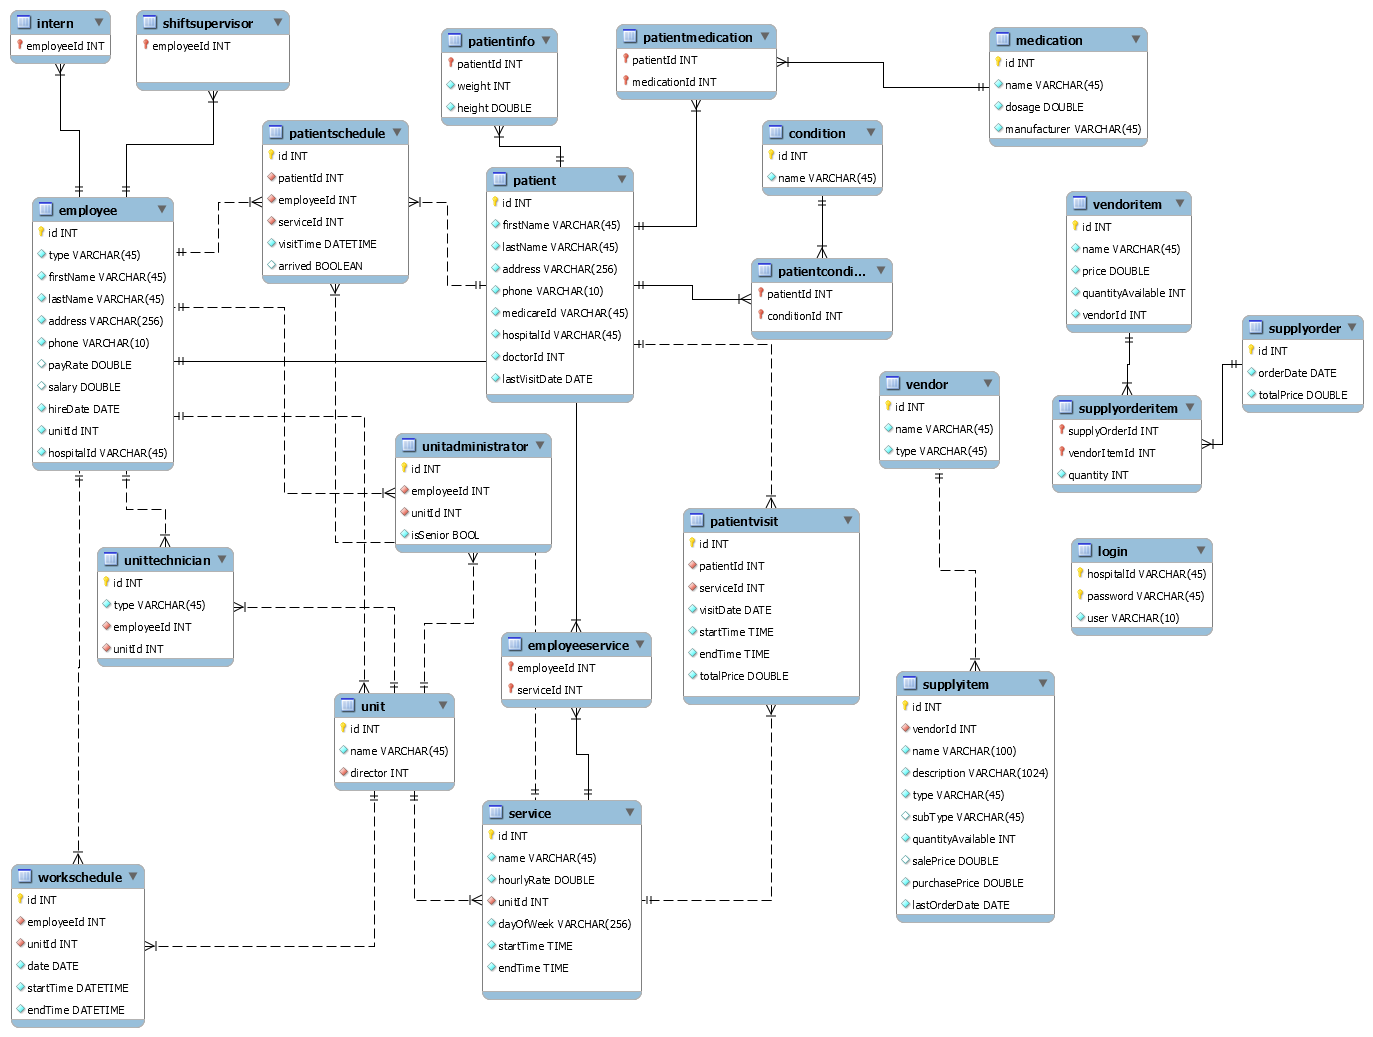 intern
employeeId INT
shiftsupervisor
employeeId INT
patientinfo
patientId INT
weight INT
height DOUBLE
patientmedication
patientId INT
medicationId INT
medication
id INT
name VARCHAR(45)
dosage DOUBLE
manufacturer VARCHAR(45)
patientschedule
id INT
patientId INT
employeeId INT
serviceId INT
visitTime DATETIME
arrived BOOLEAN
condition
id INT
name VARCHAR(45)
employee
id INT
type VARCHAR(45)
firstName VARCHAR(45)
lastName VARCHAR(45)
address VARCHAR(256)
phone VARCHAR(10)
payRate DOUBLE
salary DOUBLE
hireDate DATE
unitId INT
hospitalId VARCHAR(45)
patient
id INT
firstName VARCHAR(45)
lastName VARCHAR(45)
address VARCHAR(256)
phone VARCHAR(10)
medicareId VARCHAR(45)
hospitalId VARCHAR(45)
doctorId INT
lastVisitDate DATE
patientcondi...
patientId INT
conditionId INT
vendoritem
id INT
name VARCHAR(45)
price DOUBLE
quantityAvailable INT
vendorId INT
supplyorder
id INT
orderDate DATE
totalPrice DOUBLE
vendor
id INT
name VARCHAR(45)
type VARCHAR(45)
supplyorderitem
supplyOrderId INT
vendorItemId INT
quantity INT
unitadministrator
id INT
employeeId INT
unitId INT
isSenior BOOL
patientvisit
id INT
patientId INT
serviceId INT
visitDate DATE
startTime TIME
endTime TIME
totalPrice DOUBLE
login
hospitalId VARCHAR(45)
password VARCHAR(45)
user VARCHAR(10)
unittechnician
id INT
type VARCHAR(45)
employeeId INT
unitId INT
employeeservice
employeeId INT
serviceId INT
supplyitem
id INT
vendorId INT
name VARCHAR(100)
description VARCHAR(1024)
type VARCHAR(45)
subType VARCHAR(45)
quantityAvailable INT
salePrice DOUBLE
purchasePrice DOUBLE
lastOrderDate DATE
unit
id INT
name VARCHAR(45)
director INT
service
id INT
name VARCHAR(45)
hourlyRate DOUBLE
unitId INT
dayOfWeek VARCHAR(256)
startTime TIME
endTime TIME
workschedule
id INT
employeeId INT
unitId INT
date DATE
startTime DATETIME
endTime DATETIME